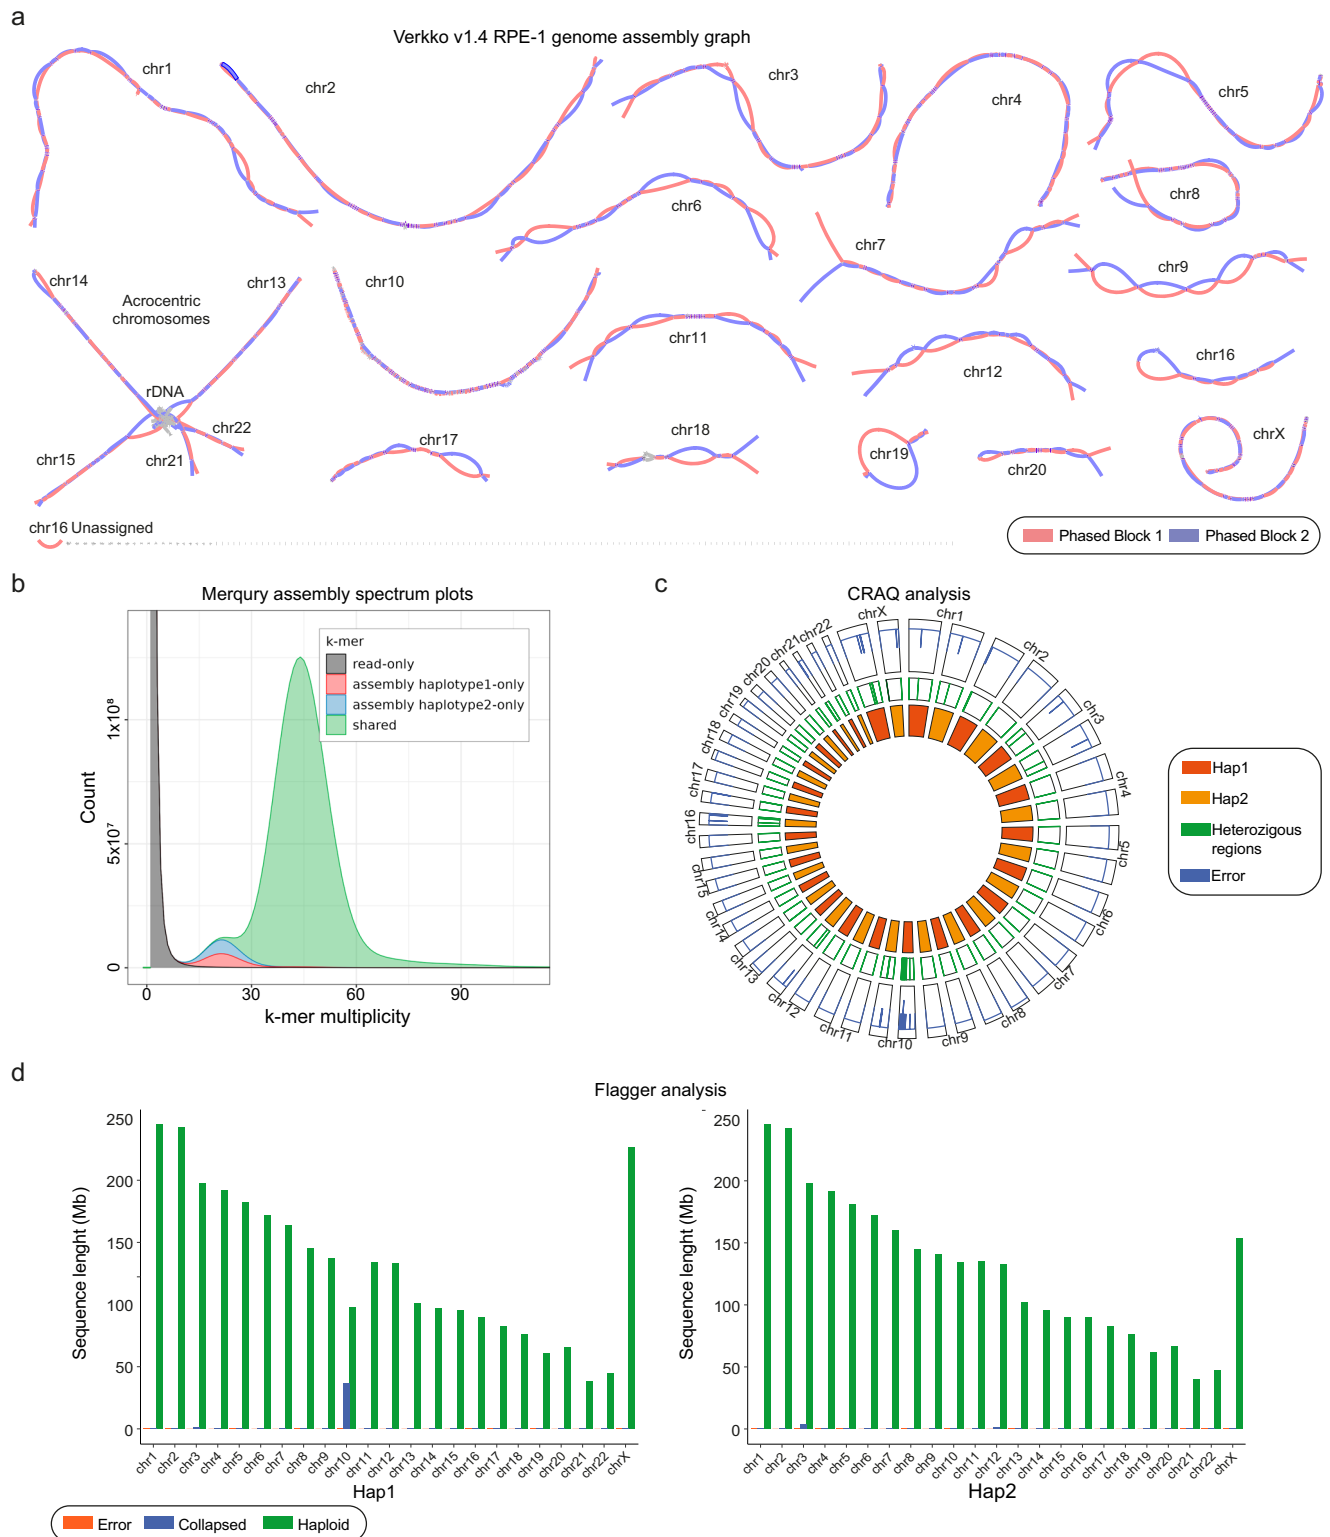 a
Verkko v1.4 RPE-1 genome assembly graph
chr1
chr2
chr3
chr4
chr5
chr6
chr7
chr8
chr9
chr14
chr13
chr10
Acrocentric
chromosomes
chr11
chr12
chr16
rDNA
chr15
chr21
chr22
chr17
chr18
chr19
chr20
chrX
chr16 Unassigned
Phased Block 1
Phased Block 2
b
Merqury assembly spectrum plots
k-mer
read-only
assembly haplotype1-only
assembly haplotype2-only
shared
Count
1x10⁸
5x10⁷
0
0 30 60 90
k-mer multiplicity
c
CRAQ analysis
chrX
chr1
chr2
chr3
chr4
chr5
chr6
chr7
chr8
chr9
chr10
chr11
chr12
chr13
chr14
chr15
chr16
chr17
chr18
chr19
chr20
chr21
chr22
Hap1
Hap2
Heterozigous
regions
Error
d
Flagger analysis
Sequence lenght (Mb)
250
200
150
100
50
0
chr1 chr2 chr3 chr4 chr5 chr6 chr7 chr8 chr9 chr10 chr11 chr12 chr13 chr14 chr15 chr16 chr17 chr18 chr19 chr20 chr21 chr22 chrX
Hap1
Sequence lenght (Mb)
250
200
150
100
50
0
chr1 chr2 chr3 chr4 chr5 chr6 chr7 chr8 chr9 chr10 chr11 chr12 chr13 chr14 chr15 chr16 chr17 chr18 chr19 chr20 chr21 chr22 chrX
Hap2
Error
Collapsed
Haploid